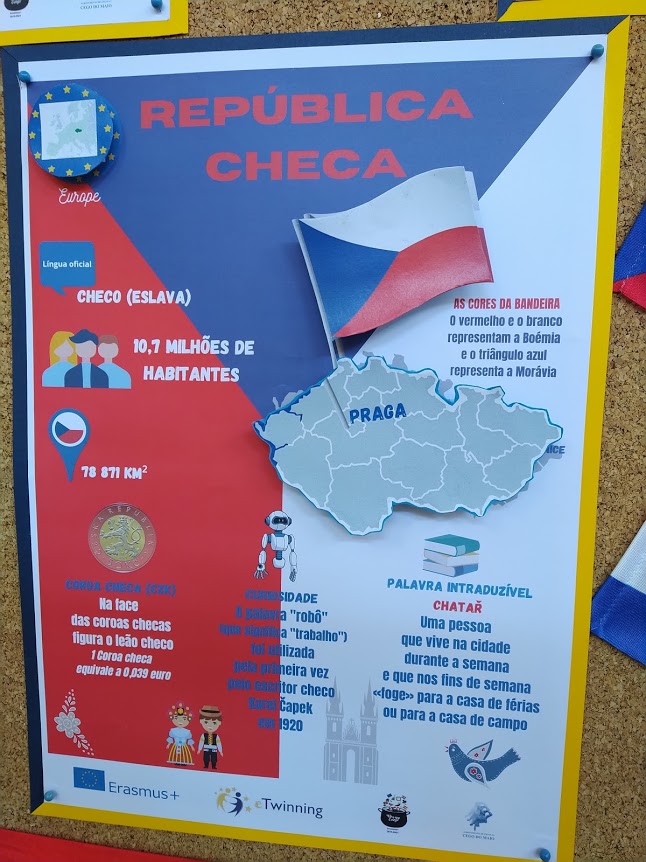 REPÚBLICA
CHECA
Europe
Língua oficial
CHECO (ESLAVA)
10,7 MILHÕES DE
HABITANTES
78 871 KM²
AS CORES DA BANDEIRA
O vermelho e o branco
representam a Boémia
e o triângulo azul
representa a Morávia
PRAGA
COROA CHECA (CZK)
Na face
das coroas checas
figura o leão checo
1 Coroa checa
equivale a 0,039 euro
CURIOSIDADE
A palavra "robô"
(que significa "trabalho")
foi utilizada
pela primeira vez
pelo escritor checo
Karel Čapek
em 1920
PALAVRA INTRADUZÍVEL
CHATAŘ
Uma pessoa
que vive na cidade
durante a semana
e que nos fins de semana
«foge» para a casa de férias
ou para a casa de campo
Erasmus+
eTwinning